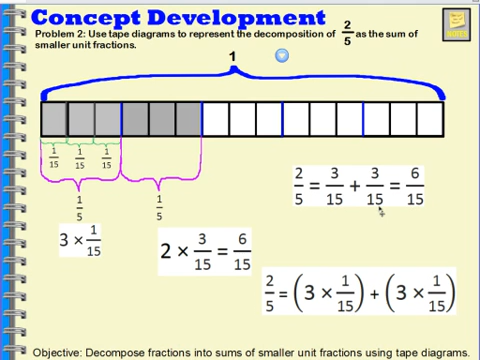 Concept Development
NOTES
Problem 2: Use tape diagrams to represent the decomposition of 2/5 as the sum of
smaller unit fractions.
1
1/15 1/15 1/15
1/5 1/5
2/5 = 3/15 + 3/15 = 6/15
3 × 1/15
2 × 3/15 = 6/15
2/5 = (3 × 1/15) + (3 × 1/15)
Objective: Decompose fractions into sums of smaller unit fractions using tape diagrams.